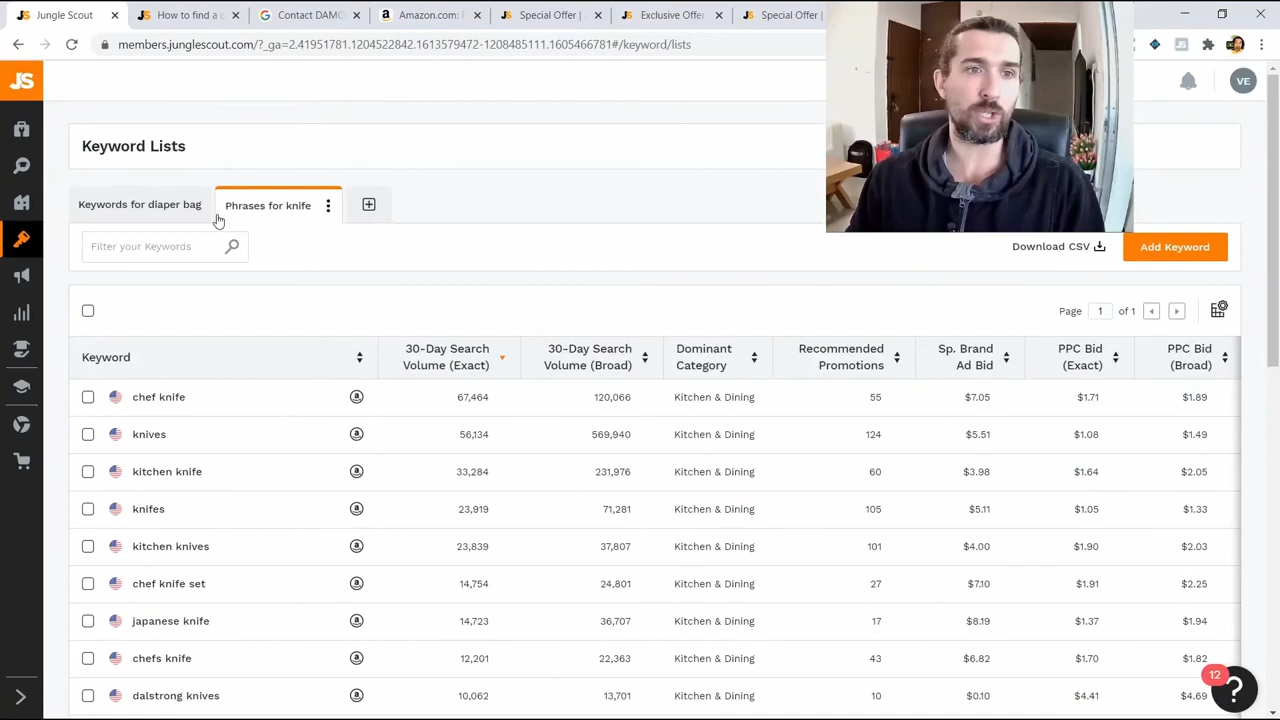 Jungle Scout
How to find a
Contact DAMO
Amazon.com:
Special Offer |
Exclusive Offer
Special Offer |
members.junglescout.com/?_ga=2.41951181.1204522842.1613579472-1208485111.1605466781#/keyword/lists
JS
VE
Keyword Lists
Keywords for diaper bag
Phrases for knife
Filter your Keywords
Download CSV
Add Keyword
Page 1 of 1
Keyword
30-Day Search Volume (Exact)
30-Day Search Volume (Broad)
Dominant Category
Recommended Promotions
Sp. Brand Ad Bid
PPC Bid (Exact)
PPC Bid (Broad)
chef knife 67,464 120,066 Kitchen & Dining 55 $7.05 $1.71 $1.89
knives 56,134 569,940 Kitchen & Dining 124 $5.51 $1.08 $1.49
kitchen knife 33,284 231,976 Kitchen & Dining 60 $3.98 $1.64 $2.05
knifes 23,919 71,281 Kitchen & Dining 105 $5.11 $1.05 $1.33
kitchen knives 23,839 37,807 Kitchen & Dining 101 $4.00 $1.90 $2.03
chef knife set 14,754 24,801 Kitchen & Dining 27 $7.10 $1.91 $2.25
japanese knife 14,723 36,707 Kitchen & Dining 17 $8.19 $1.37 $1.94
chefs knife 12,201 22,363 Kitchen & Dining 43 $6.82 $1.70 $1.82
dalstrong knives 10,062 13,701 Kitchen & Dining 10 $0.10 $4.41 $4.69
12
?